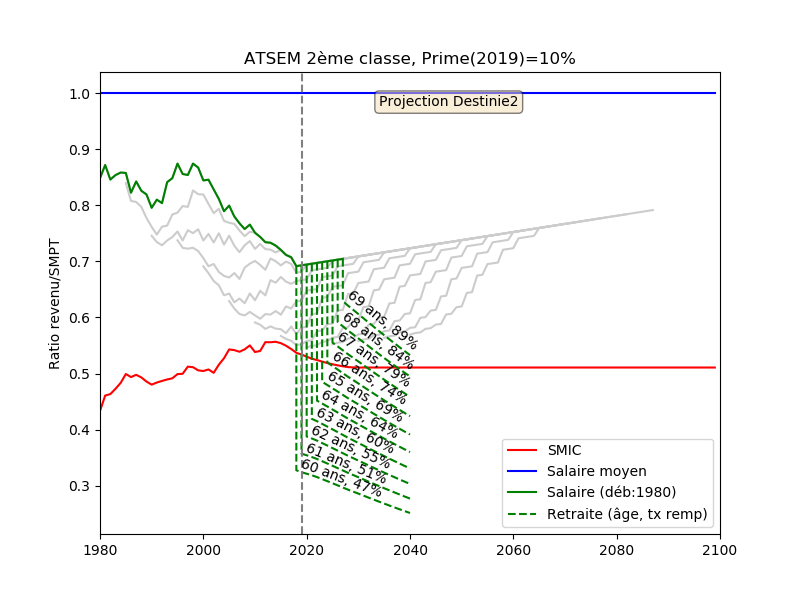 ATSEM 2ème classe, Prime(2019)=10%
Projection Destinie2
Ratio revenu/SMPT
1.0
0.9
0.8
0.7
0.6
0.5
0.4
0.3
69 ans, 89%
68 ans, 84%
67 ans, 79%
66 ans, 74%
65 ans, 69%
64 ans, 64%
63 ans, 60%
62 ans, 55%
61 ans, 51%
60 ans, 47%
SMIC
Salaire moyen
Salaire (déb:1980)
Retraite (âge, tx remp)
1980
2000
2020
2040
2060
2080
2100